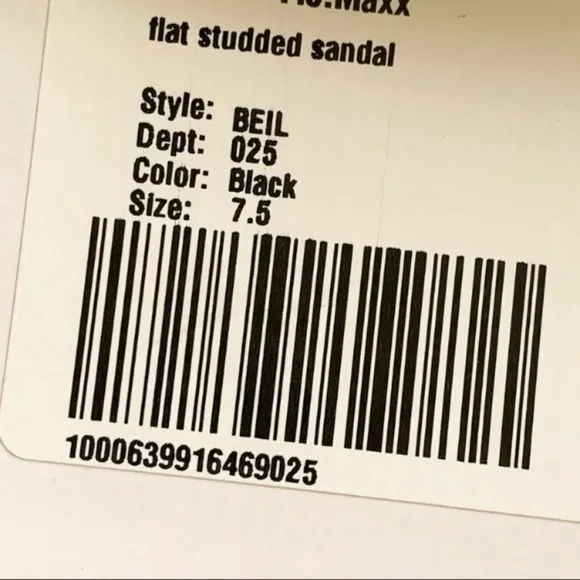 flat studded sandal
Style: BEIL
Dept: 025
Color: Black
Size: 7.5
1000639916469025